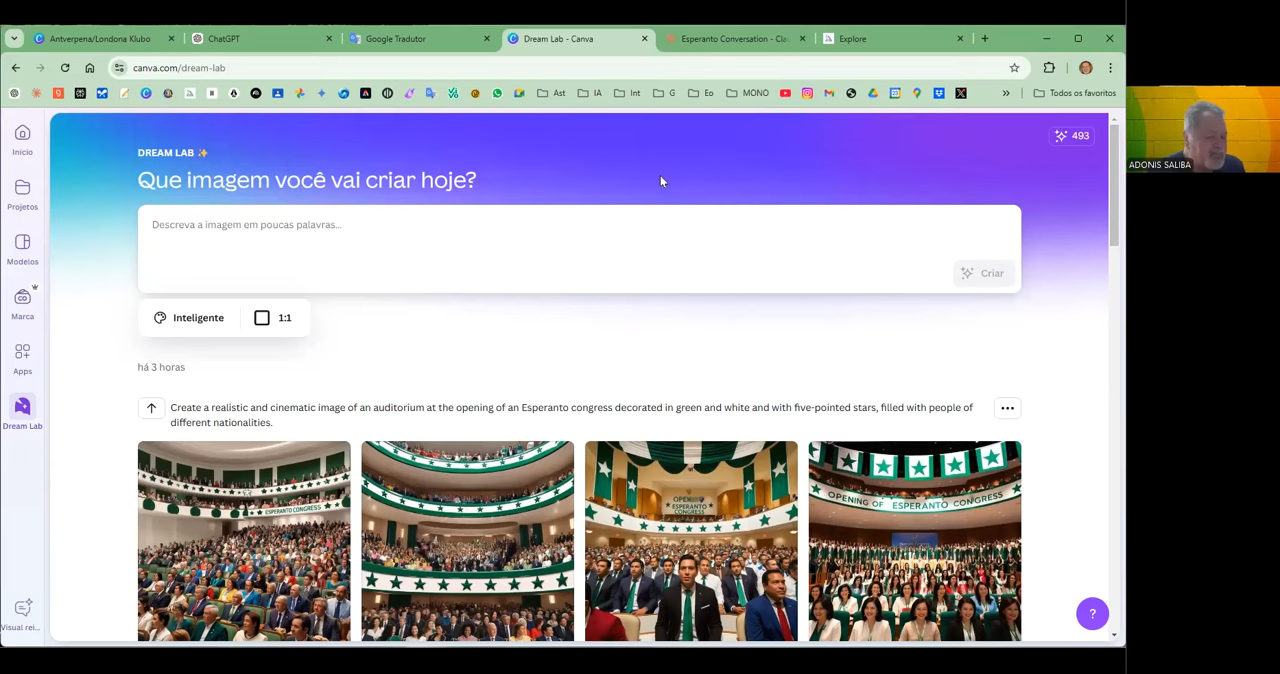 Antverpena/Londona Klubo
ChatGPT
Google Tradutor
Dream Lab - Canva
Esperanto Conversation - Cla
Explore
canva.com/dream-lab
Ast
IA
Int
G
Eo
MONO
Todos os favoritos
Início
Projetos
Modelos
Marca
Apps
Dream Lab
Visual rei...
493
DREAM LAB
Que imagem você vai criar hoje?
Descreva a imagem em poucas palavras...
Criar
Inteligente
1:1
há 3 horas
Create a realistic and cinematic image of an auditorium at the opening of an Esperanto congress decorated in green and white and with five-pointed stars, filled with people of
different nationalities.
ESPERANTO CONGRESS
OPEN
ESPERANTO
CONGRESS
OPENING OF ESPERANTO CONGRESS
?
ADONIS SALIBA